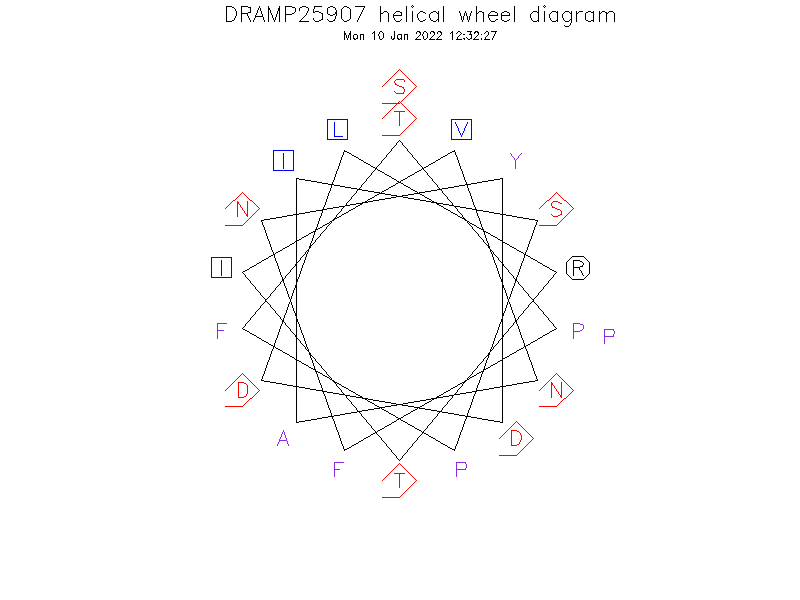 DRAMP25907 helical wheel diagram
Mon 10 Jan 2022 12:32:27
S
T
L V
I Y
N S
I R
F P P
D N
A D
F P
T